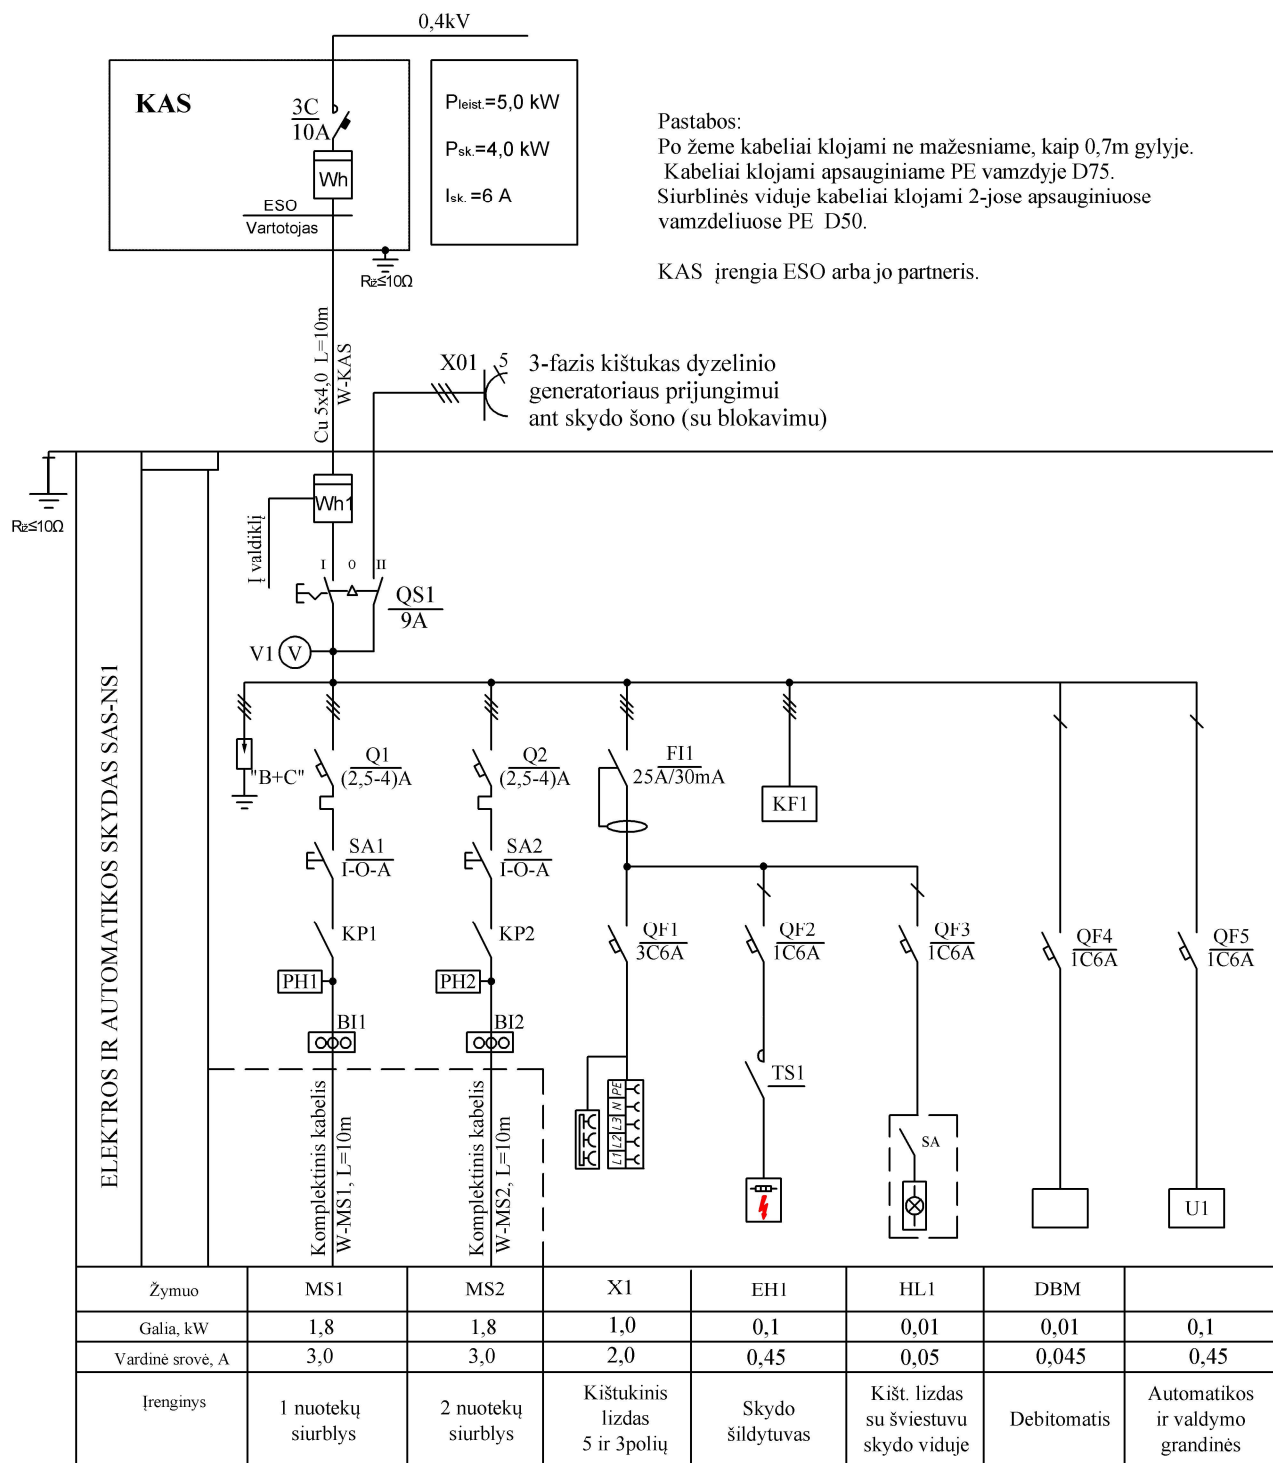 0,4kV
KAS
3C
10A
Wh
ESO
Vartotojas
Rįž≤10Ω
Pleist.=5,0 kW
Psk.=4,0 kW
Isk. =6 A
Pastabos:
Po žeme kabeliai klojami ne mažesniame, kaip 0,7m gylyje.
Kabeliai klojami apsauginiame PE vamzdyje D75.
Siurblinės viduje kabeliai klojami 2-jose apsauginiuose
vamzdeliuose PE D50.
KAS įrengia ESO arba jo partneris.
Cu 5x4,0 L=10m
W-KAS
X01
5
3-fazis kištukas dyzelinio
generatoriaus prijungimui
ant skydo šono (su blokavimu)
Rįž≤10Ω
ELEKTROS IR AUTOMATIKOS SKYDAS SAS-NS1
Wh1
Į valdiklį
I
0
II
QS1
9A
V1
V
"B+C"
Q1
(2,5-4)A
Q2
(2,5-4)A
FI1
25A/30mA
KF1
SA1
I-O-A
SA2
I-O-A
KP1
KP2
QF1
3C6A
QF2
1C6A
QF3
1C6A
QF4
1C6A
QF5
1C6A
PH1
PH2
BI1
BI2
TS1
Komplektinis kabelis
W-MS1, L=10m
Komplektinis kabelis
W-MS2, L=10m
L1 L2 L3 N PE
SA
U1
Žymuo MS1 MS2 X1 EH1 HL1 DBM
Galia, kW 1,8 1,8 1,0 0,1 0,01 0,01 0,1
Vardinė srovė, A 3,0 3,0 2,0 0,45 0,05 0,045 0,45
Įrenginys
1 nuotekų
siurblys
2 nuotekų
siurblys
Kištukinis
lizdas
5 ir 3polių
Skydo
šildytuvas
Kišt. lizdas
su šviestuvu
skydo viduje
Debitomatis
Automatikos
ir valdymo
grandinės